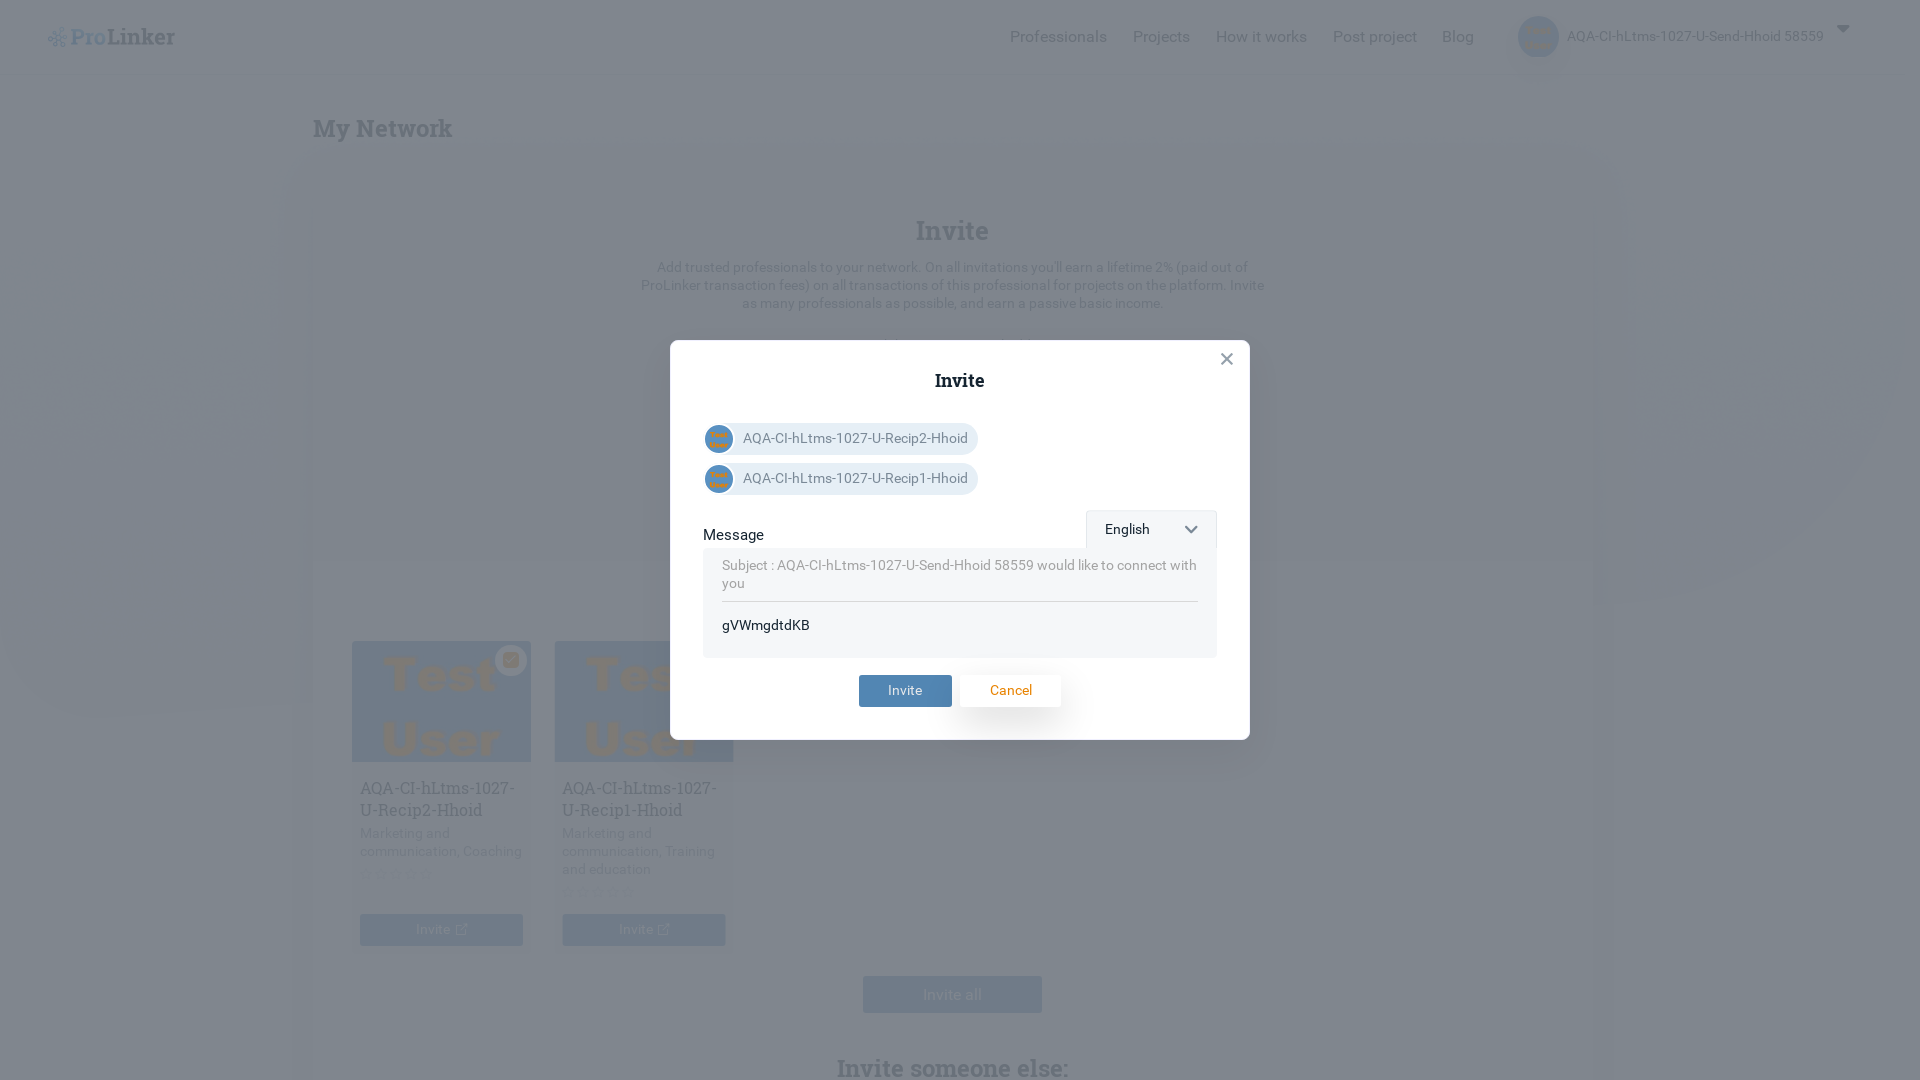 ProLinker
Professionals
Projects
How it works
Post project
Blog
AQA-CI-hLtms-1027-U-Send-Hhoid 58559
My Network
Invite
Add trusted professionals to your network. On all invitations you'll earn a lifetime 2% (paid out of
ProLinker transaction fees) on all transactions of this professional for projects on the platform. Invite
as many professionals as possible, and earn a passive basic income.
Invite
Test User
AQA-CI-hLtms-1027-U-Recip2-Hhoid
Test User
AQA-CI-hLtms-1027-U-Recip1-Hhoid
Message
English
Subject : AQA-CI-hLtms-1027-U-Send-Hhoid 58559 would like to connect with
you
gVWmgdtdKB
Invite
Cancel
Test
User
AQA-CI-hLtms-1027-
U-Recip2-Hhoid
Marketing and
communication, Coaching
Invite
Test
User
AQA-CI-hLtms-1027-
U-Recip1-Hhoid
Marketing and
communication, Training
and education
Invite
Invite all
Invite someone else: